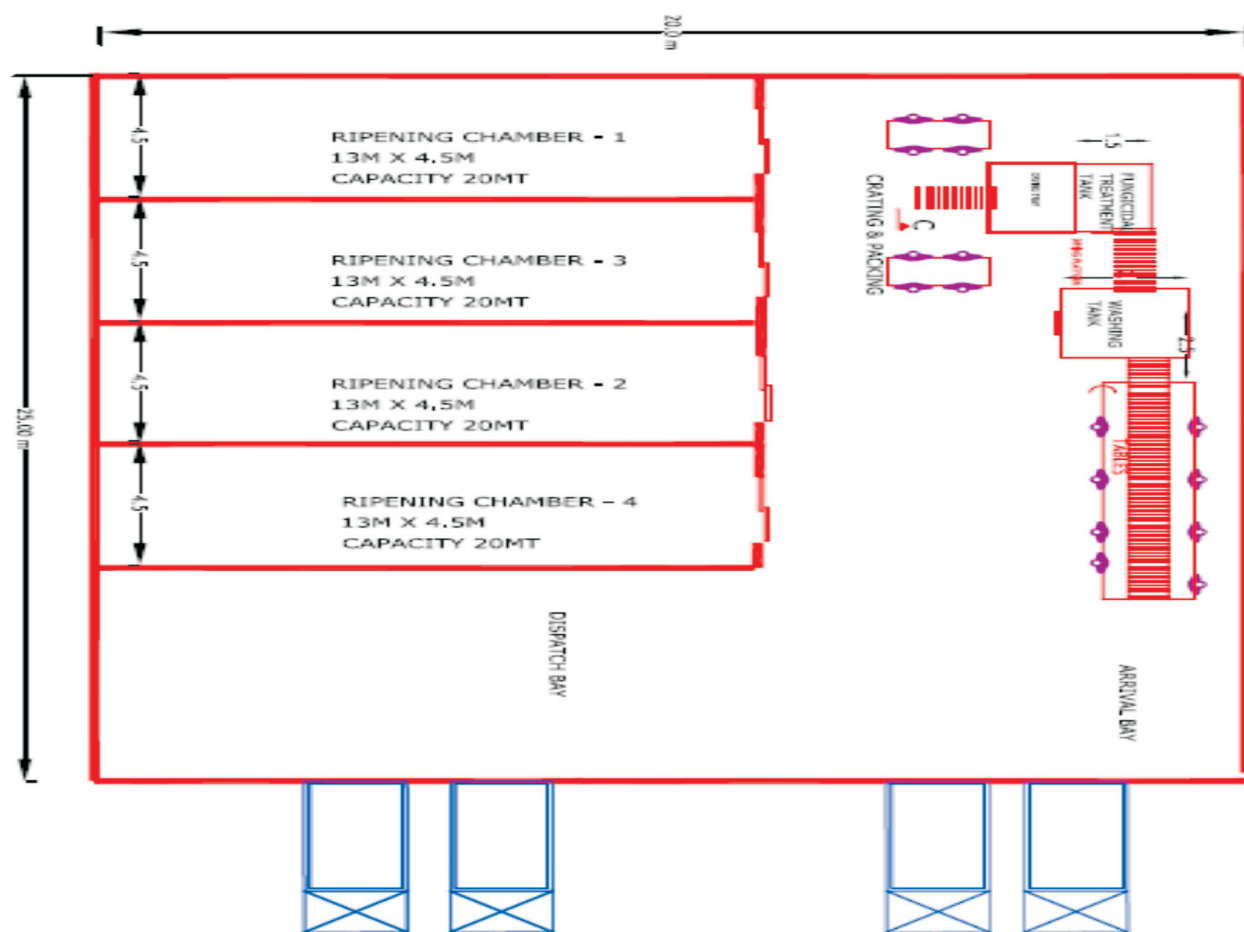 20.0 m
4.5
RIPENING CHAMBER - 1
13M X 4.5M
CAPACITY 20MT
4.5
RIPENING CHAMBER - 3
13M X 4.5M
CAPACITY 20MT
4.5
RIPENING CHAMBER - 2
13M X 4.5M
CAPACITY 20MT
4.5
RIPENING CHAMBER - 4
13M X 4.5M
CAPACITY 20MT
25.00 m
CRATING & PACKING
C
1.5
FUNGICIDAL
TREATMENT
TANK
WASHING
TANK
2.5
TABLES
DISPATCH BAY
ARRIVAL BAY